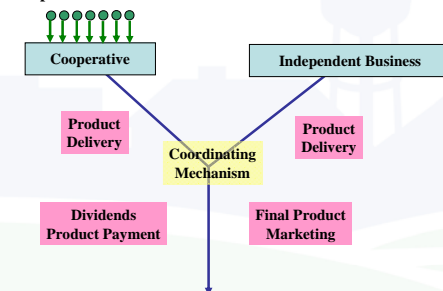 Cooperative
Independent Business
Product
Delivery
Product
Delivery
Coordinating
Mechanism
Dividends
Product Payment
Final Product
Marketing